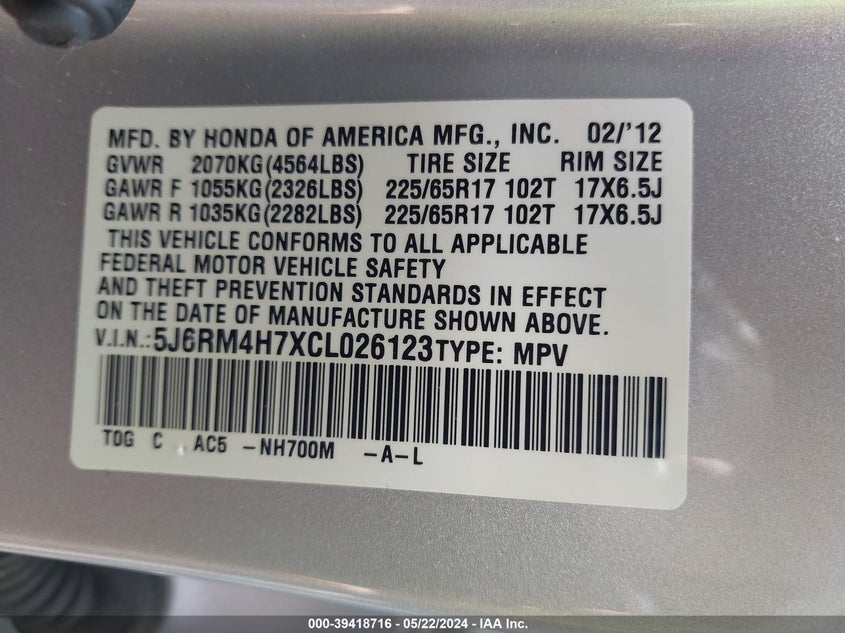 MFD. BY HONDA OF AMERICA MFG., INC. 02/'12
GVWR 2070KG(4564LBS) TIRE SIZE RIM SIZE
GAWR F 1055KG(2326LBS) 225/65R17 102T 17X6.5J
GAWR R 1035KG(2282LBS) 225/65R17 102T 17X6.5J
THIS VEHICLE CONFORMS TO ALL APPLICABLE
FEDERAL MOTOR VEHICLE SAFETY
AND THEFT PREVENTION STANDARDS IN EFFECT
ON THE DATE OF MANUFACTURE SHOWN ABOVE.
V.I.N.:5J6RM4H7XCL026123TYPE: MPV
TOG C AC5 -NH700M -A-L
000-39418716 - 05/22/2024 - IAA Inc.